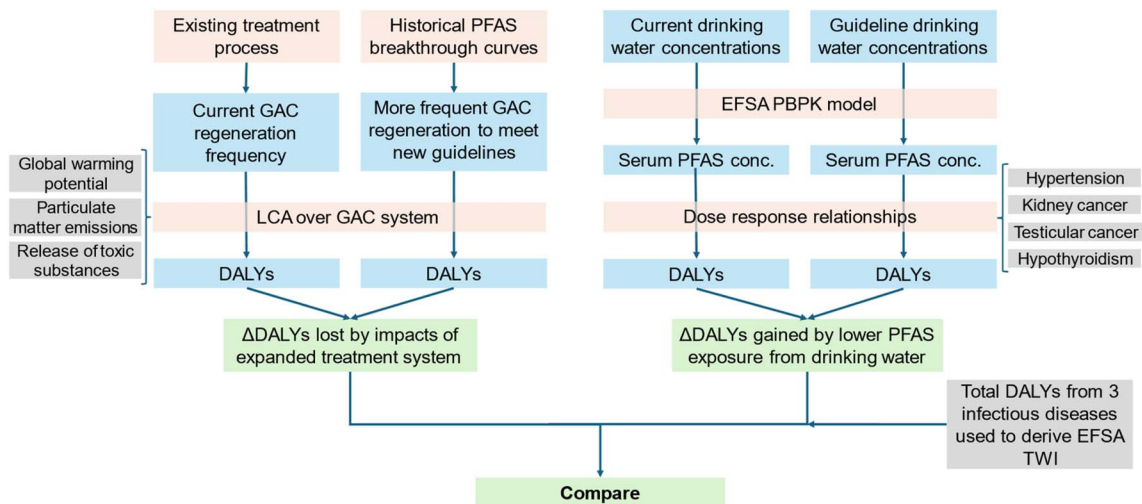 Existing treatment
process
Historical PFAS
breakthrough curves
Current drinking
water concentrations
Guideline drinking
water concentrations
Current GAC
regeneration
frequency
More frequent GAC
regeneration to meet
new guidelines
EFSA PBPK model
Serum PFAS conc.
Serum PFAS conc.
Global warming
potential
Particulate
matter emissions
Release of toxic
substances
LCA over GAC system
Dose response relationships
Hypertension
Kidney cancer
Testicular cancer
Hypothyroidism
DALYs
DALYs
DALYs
DALYs
ΔDALYs lost by impacts of
expanded treatment system
ΔDALYs gained by lower PFAS
exposure from drinking water
Total DALYs from 3
infectious diseases
used to derive EFSA
TWI
Compare